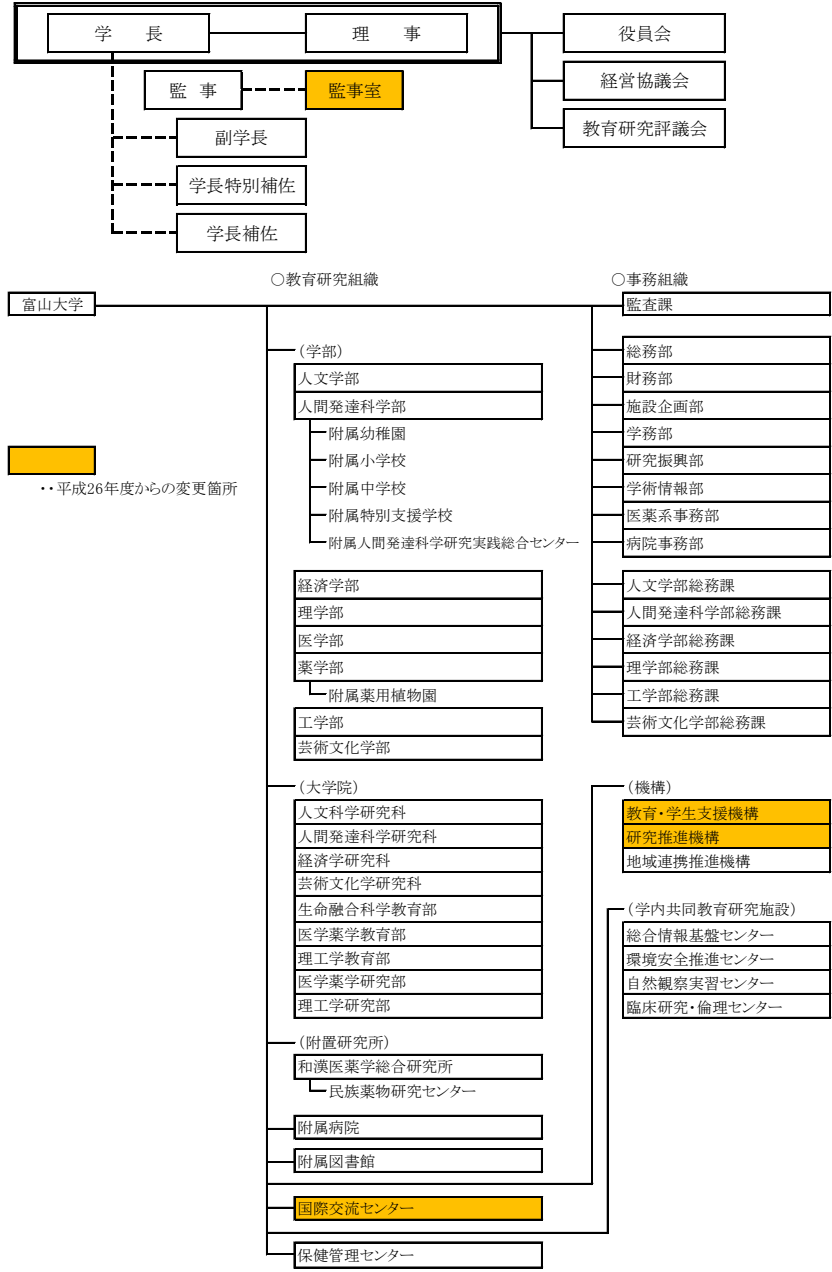 学　長
理　事
役員会
経営協議会
教育研究評議会
監 事
監事室
副学長
学長特別補佐
学長補佐
○教育研究組織
○事務組織
富山大学
監査課
・・平成26年度からの変更箇所
(学部)
人文学部
人間発達科学部
附属幼稚園
附属小学校
附属中学校
附属特別支援学校
附属人間発達科学研究実践総合センター
経済学部
理学部
医学部
薬学部
附属薬用植物園
工学部
芸術文化学部
(大学院)
人文科学研究科
人間発達科学研究科
経済学研究科
芸術文化学研究科
生命融合科学教育部
医学薬学教育部
理工学教育部
医学薬学研究部
理工学研究部
(附置研究所)
和漢医薬学総合研究所
民族薬物研究センター
附属病院
附属図書館
国際交流センター
保健管理センター
総務部
財務部
施設企画部
学務部
研究振興部
学術情報部
医薬系事務部
病院事務部
人文学部総務課
人間発達科学部総務課
経済学部総務課
理学部総務課
工学部総務課
芸術文化学部総務課
(機構)
教育・学生支援機構
研究推進機構
地域連携推進機構
(学内共同教育研究施設)
総合情報基盤センター
環境安全推進センター
自然観察実習センター
臨床研究・倫理センター